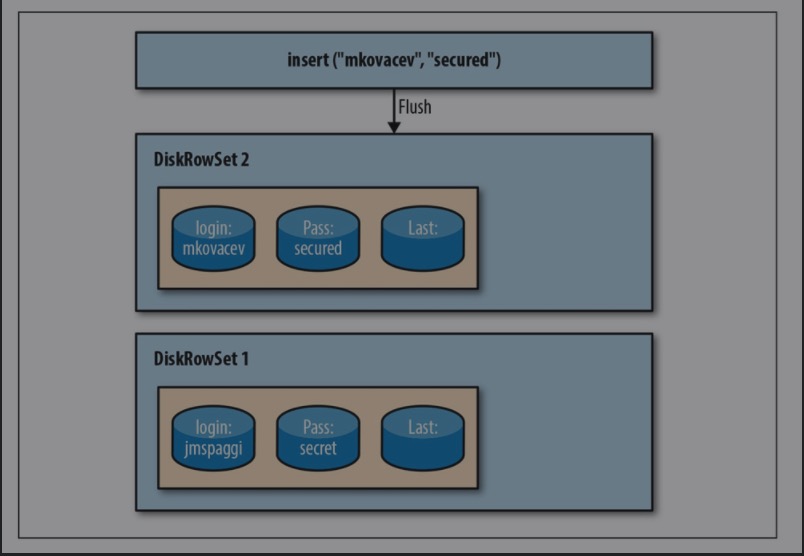 insert ("mkovacev", "secured")
Flush
DiskRowSet 2
login:
mkovacev
Pass:
secured
Last:
DiskRowSet 1
login:
jmspaggi
Pass:
secret
Last: